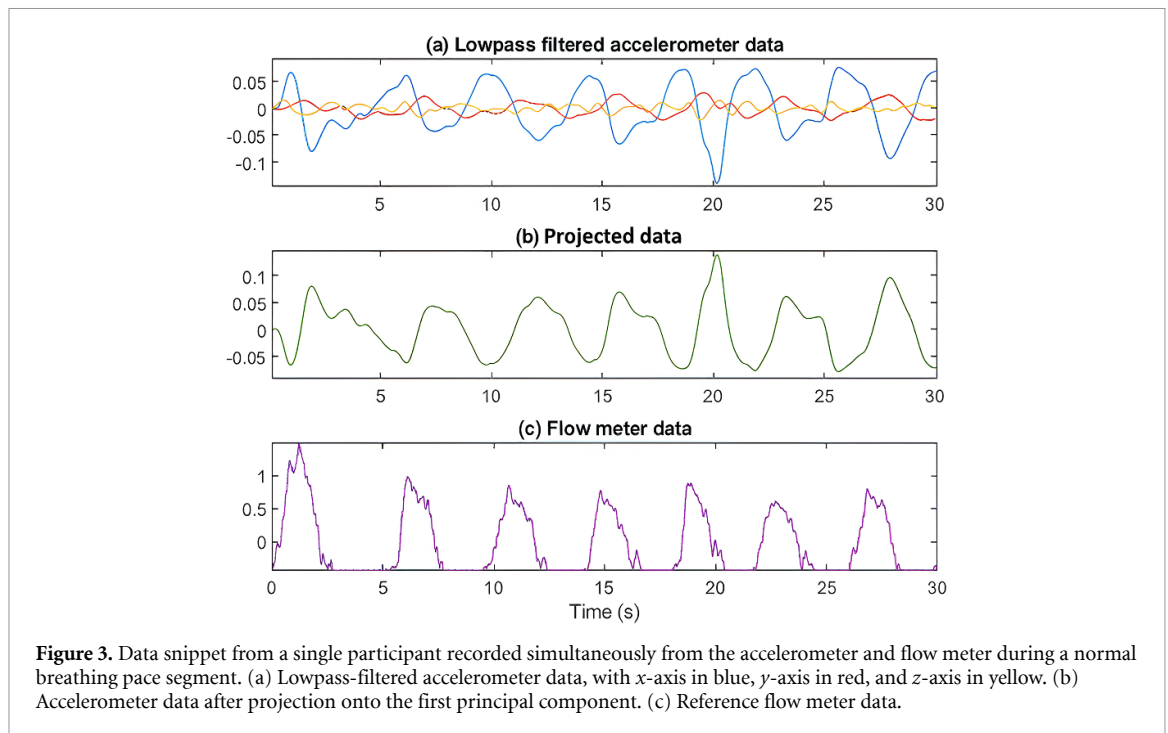 (a) Lowpass filtered accelerometer data
0.05
0
-0.05
-0.1
5 10 15 20 25 30
(b) Projected data
0.1
0.05
0
-0.05
5 10 15 20 25 30
(c) Flow meter data
1
0.5
0
0 5 10 15 20 25 30
Time (s)
Figure 3. Data snippet from a single participant recorded simultaneously from the accelerometer and flow meter during a normal
breathing pace segment. (a) Lowpass-filtered accelerometer data, with x-axis in blue, y-axis in red, and z-axis in yellow. (b)
Accelerometer data after projection onto the first principal component. (c) Reference flow meter data.